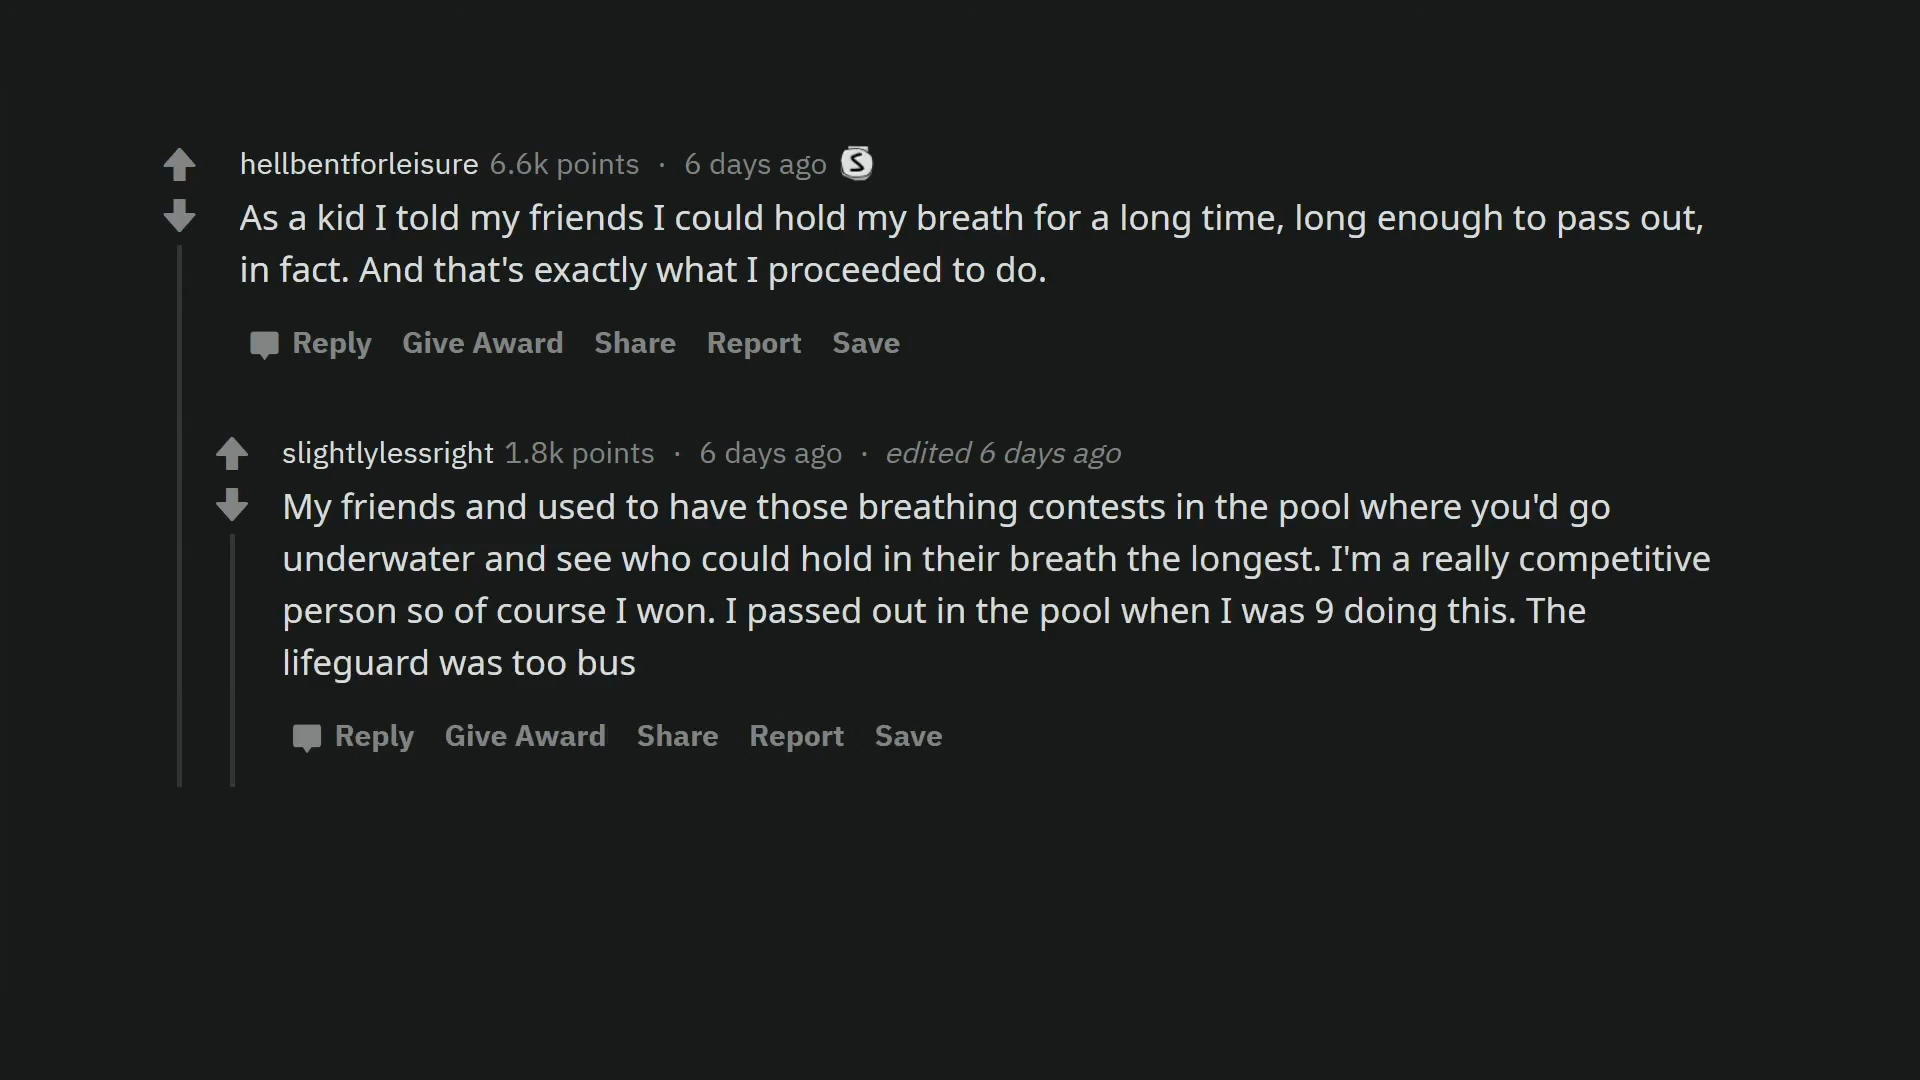 hellbentforleisure 6.6k points · 6 days ago S
As a kid I told my friends I could hold my breath for a long time, long enough to pass out,
in fact. And that's exactly what I proceeded to do.
Reply Give Award Share Report Save
slightlylessright 1.8k points · 6 days ago · edited 6 days ago
My friends and used to have those breathing contests in the pool where you'd go
underwater and see who could hold in their breath the longest. I'm a really competitive
person so of course I won. I passed out in the pool when I was 9 doing this. The
lifeguard was too bus
Reply Give Award Share Report Save